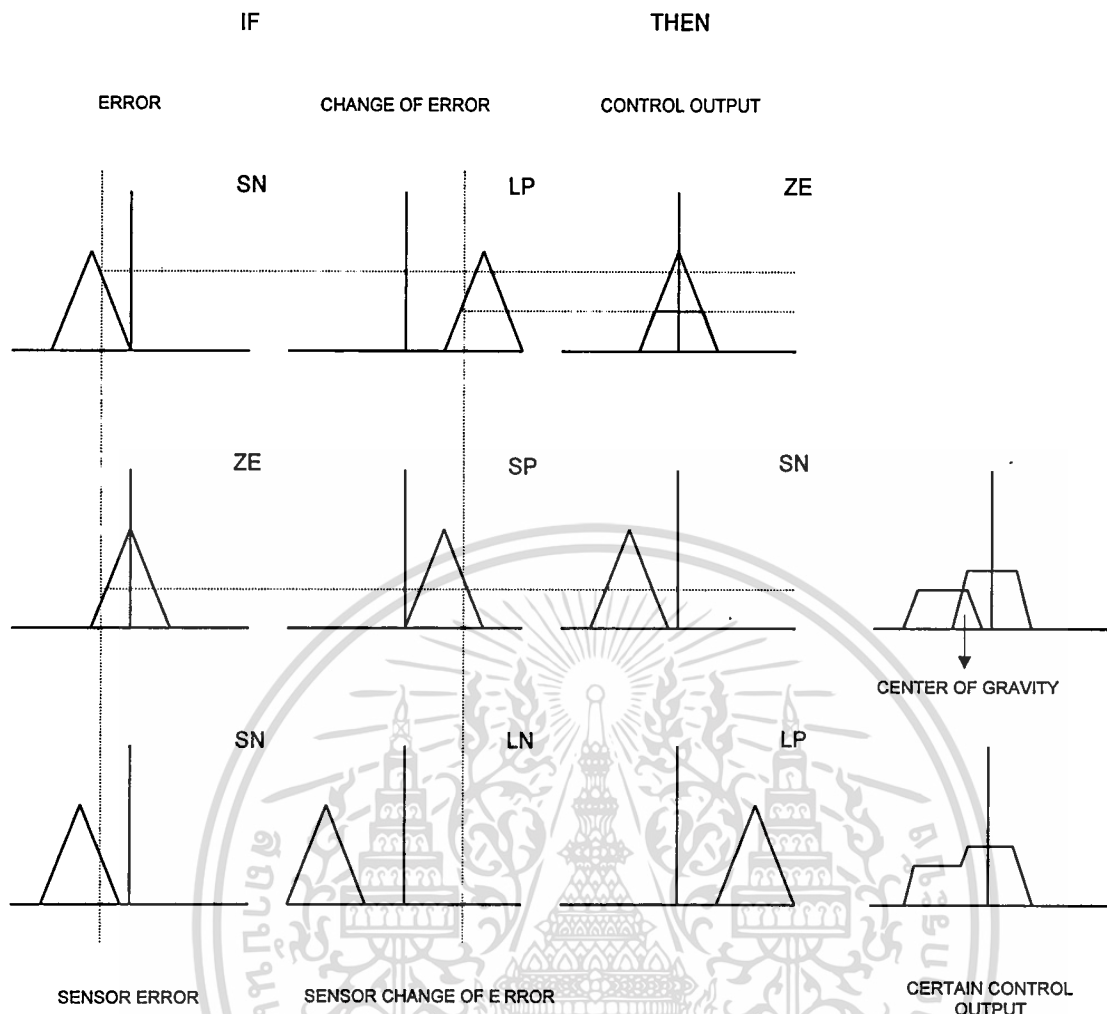 IF THEN
ERROR CHANGE OF ERROR CONTROL OUTPUT
SN LP ZE
ZE SP SN
CENTER OF GRAVITY
SN LN LP
SENSOR ERROR SENSOR CHANGE OF E RROR CERTAIN CONTROL
OUTPUT